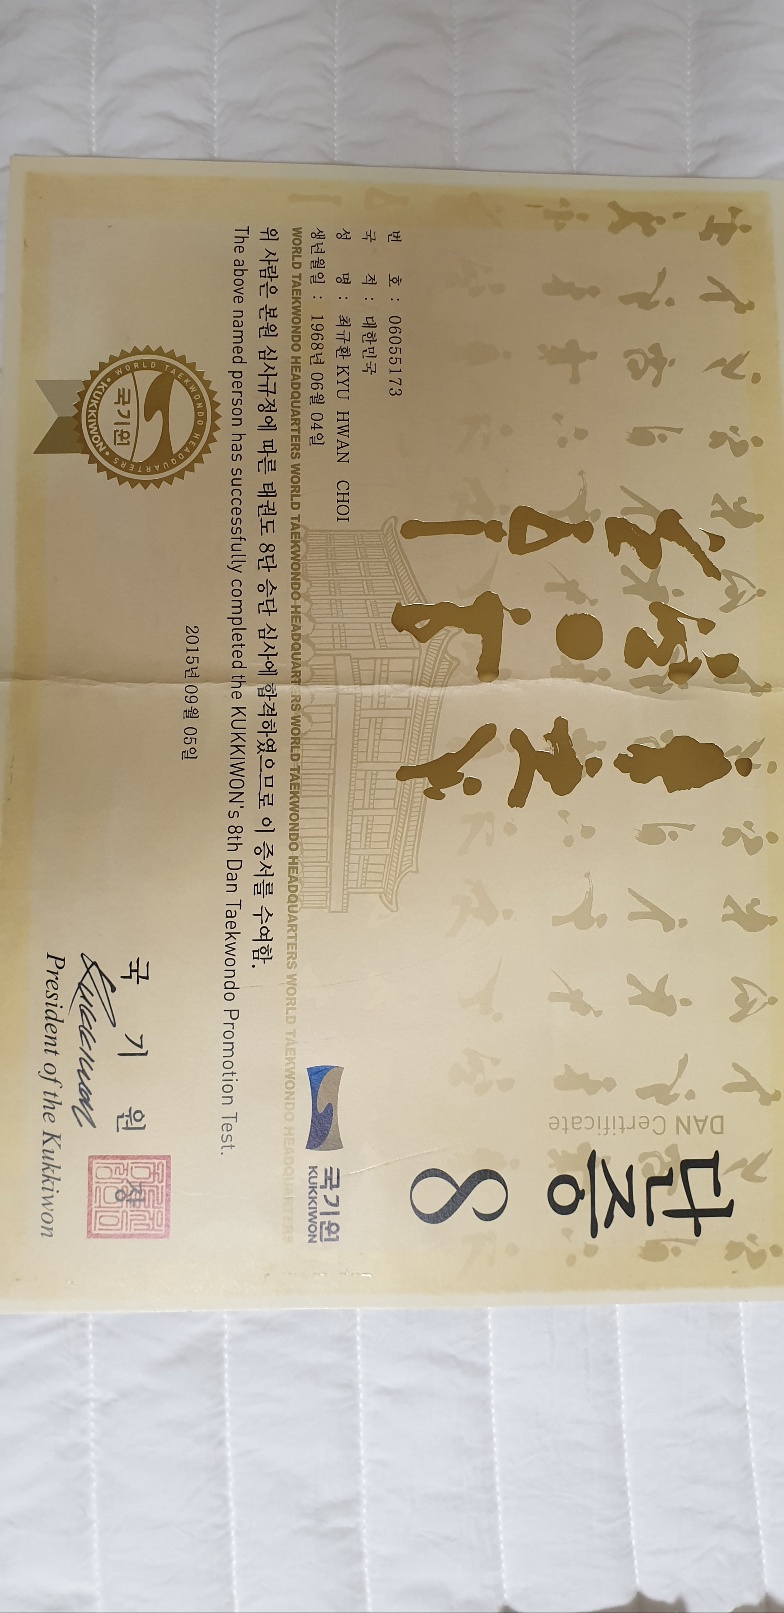 단증
DAN Certificate
8
번 호 : 06055173
국 적 : 대한민국
성 명 : 최규환 KYU HWAN CHOI
생년월일 : 1968년 06월 04일
국기원
KUKKIWON
WORLD TAEKWONDO HEADQUARTERS WORLD TAEKWONDO HEADQUARTERS WORLD TAEKWONDO HEADQUARTERS WORLD TAEKWONDO HEADQUARTERS WORLD TAEKWONDO HEADQUARTERS
위 사람은 본원 심사규정에 따른 태권도 8단 승단 심사에 합격하였으므로 이 증서를 수여함.
The above named person has successfully completed the KUKKIWON's 8th Dan Taekwondo Promotion Test.
2015년 09월 05일
WORLD TAEKWONDO HEADQUARTERS
국기원
KUKKIWON
국 기 원
Kukkiwon
President of the Kukkiwon